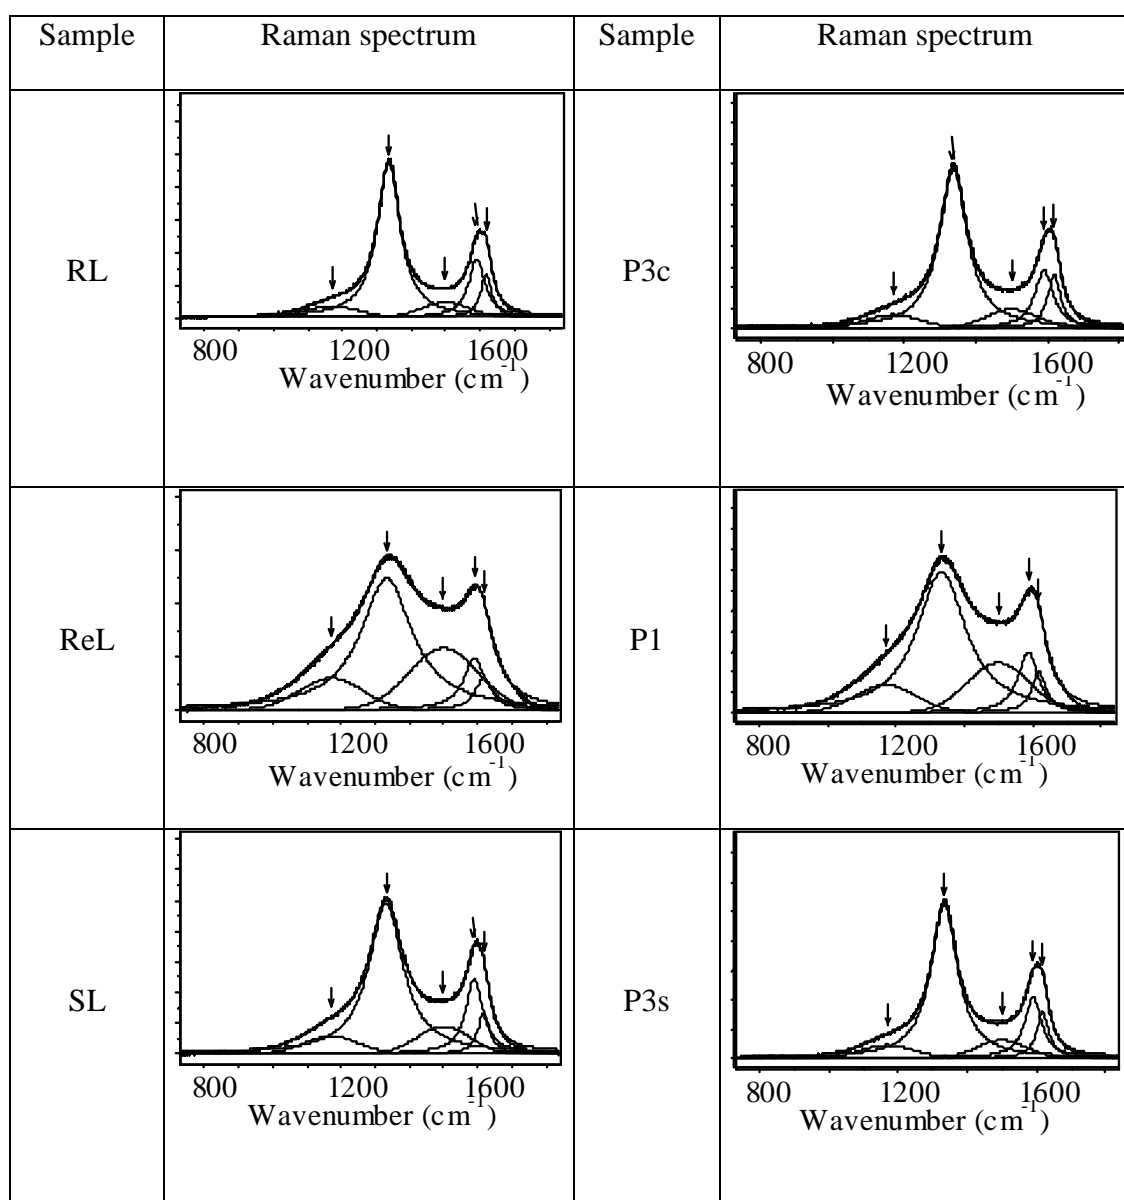 Sample Raman spectrum Sample Raman spectrum
RL
800 1200 1600
Wavenumber (cm⁻¹)
P3c
800 1200 1600
Wavenumber (cm⁻¹)
ReL
800 1200 1600
Wavenumber (cm⁻¹)
P1
800 1200 1600
Wavenumber (cm⁻¹)
SL
800 1200 1600
Wavenumber (cm⁻¹)
P3s
800 1200 1600
Wavenumber (cm⁻¹)